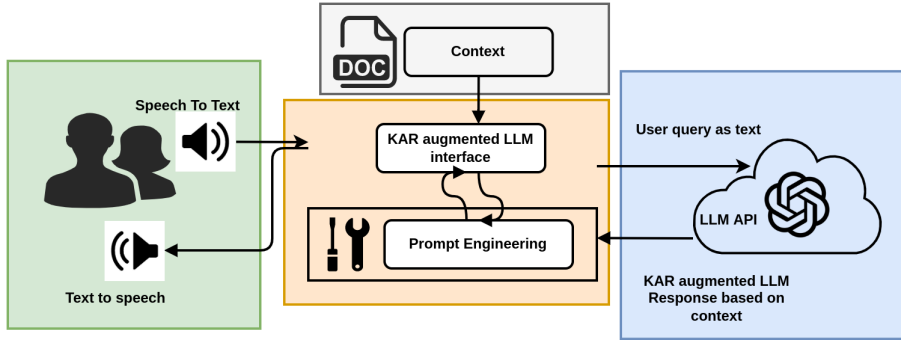 Context
DOC
Speech To Text
KAR augmented LLM
interface
User query as text
LLM API
Prompt Engineering
Text to speech
KAR augmented LLM
Response based on
context